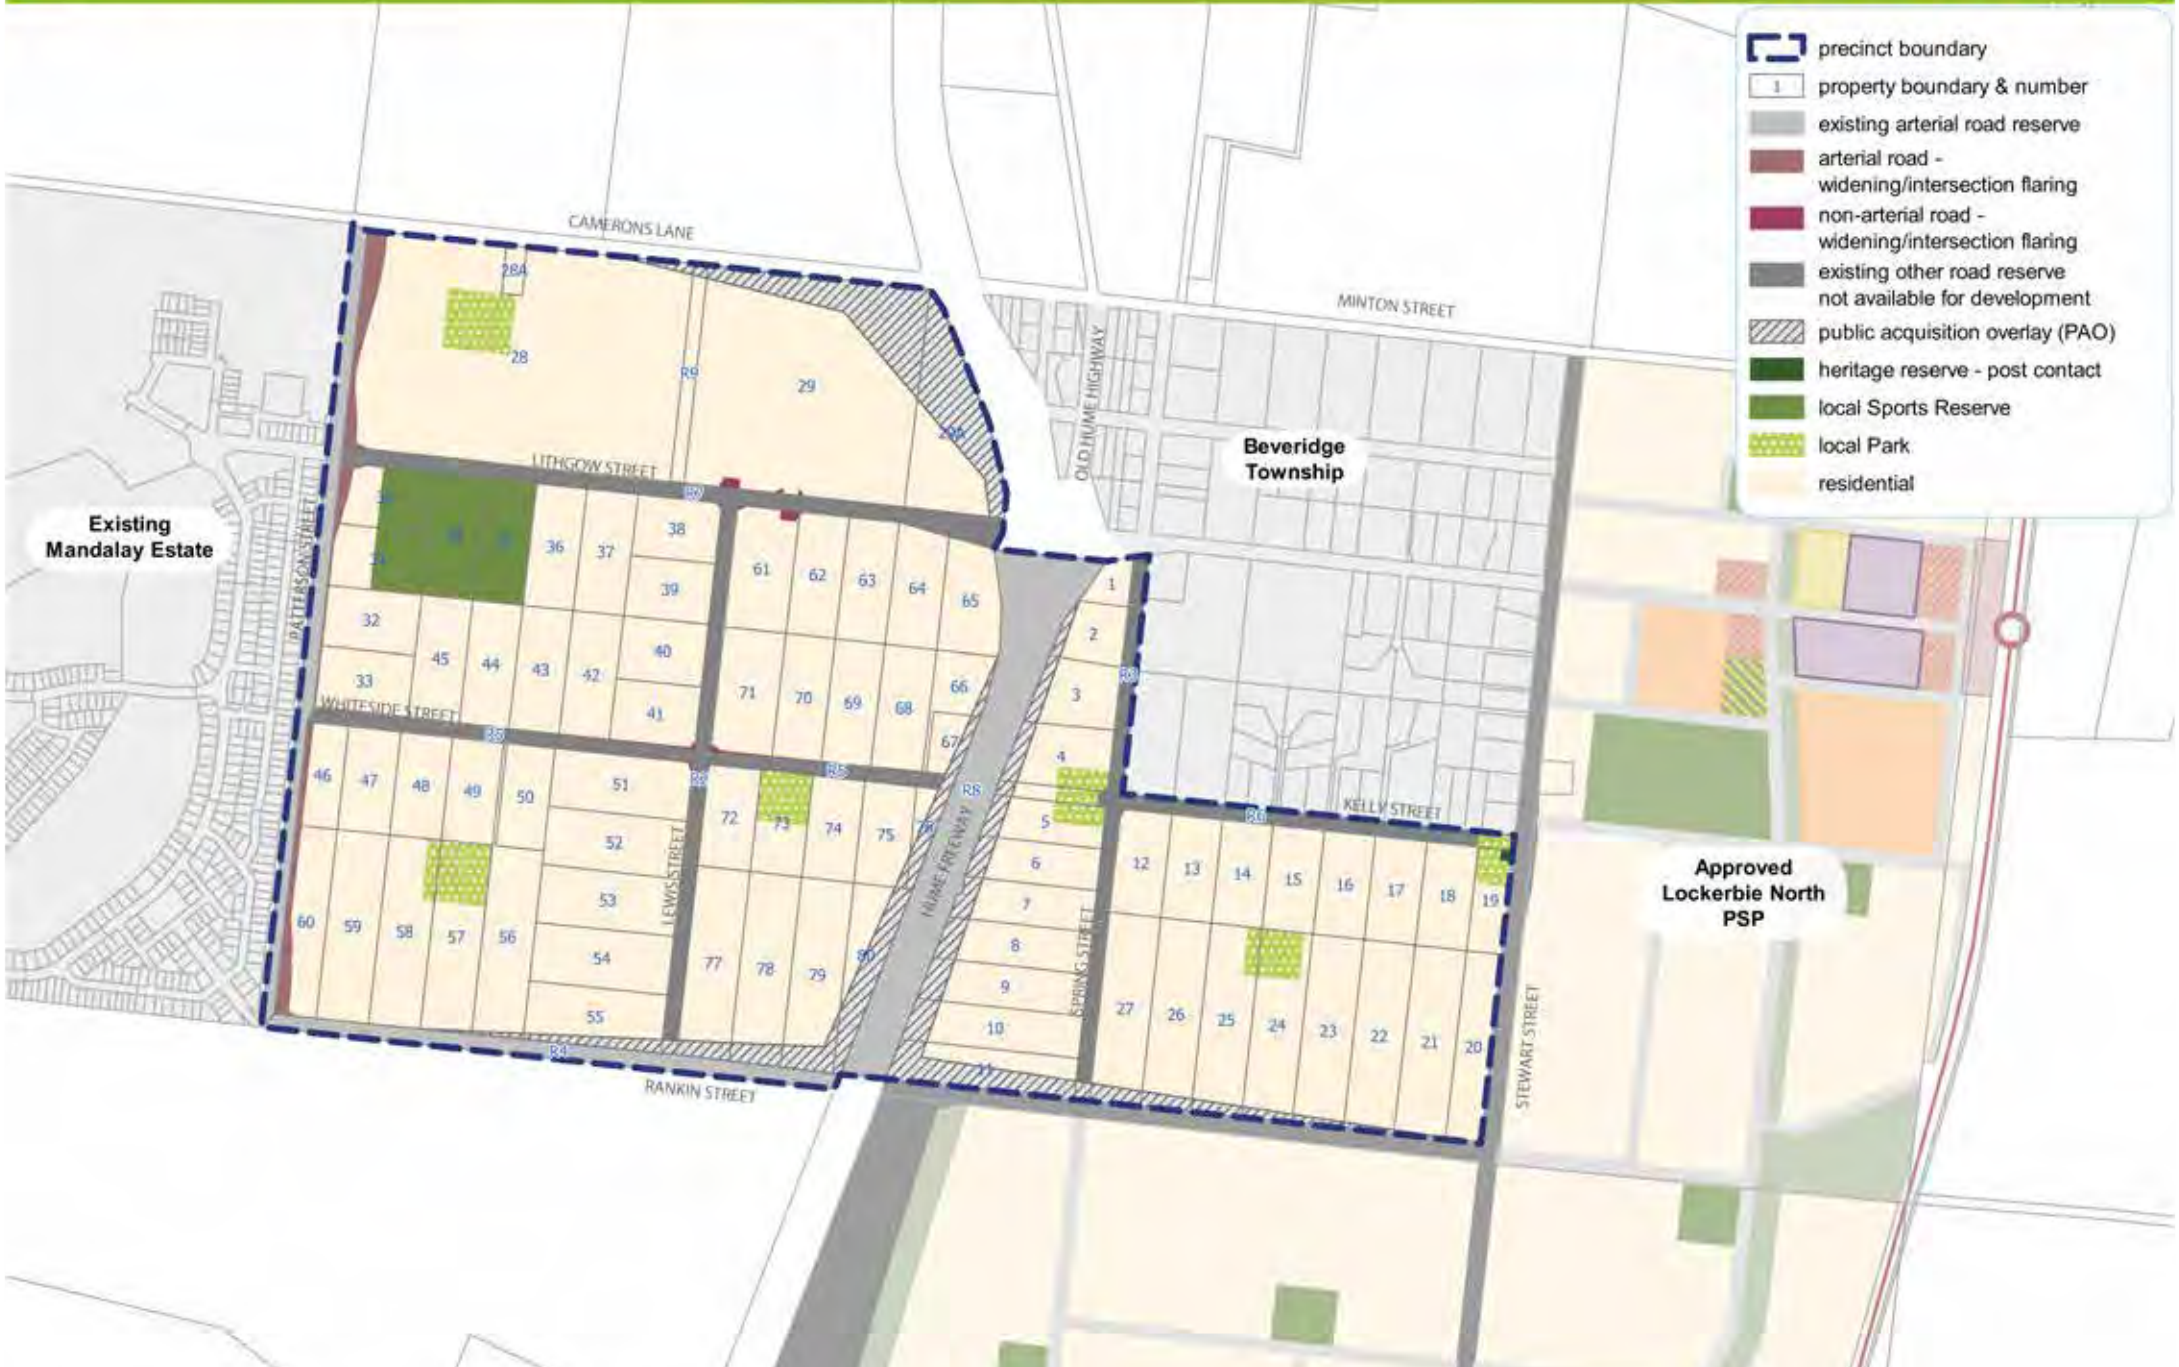 precinct boundary
1 property boundary & number
existing arterial road reserve
arterial road -
widening/intersection flaring
non-arterial road -
widening/intersection flaring
existing other road reserve
not available for development
public acquisition overlay (PAO)
heritage reserve - post contact
local Sports Reserve
local Park
residential
CAMERONS LANE
MINTON STREET
OLD HUME HIGHWAY
Beveridge
Township
Existing
Mandalay Estate
Approved
Lockerbie North
PSP
PATTERSON STREET
LITHGOW STREET
WHITESIDE STREET
LEWIS STREET
HUME FREEWAY
SPRING STREET
KELLY STREET
STEWART STREET
RANKIN STREET
28A
28
R9
29
29A
R7
36
37
38
39
40
41
32
33
45
44
43
42
61
62
63
64
65
71
70
69
68
66
67
1
2
3
R3
4
5
6
7
8
9
10
11
R5
R5
R2
R8
R6
46
47
48
49
50
51
52
53
54
55
60
59
58
57
56
72
73
74
75
76
77
78
79
80
12
13
14
15
16
17
18
19
27
26
25
24
23
22
21
20
R4